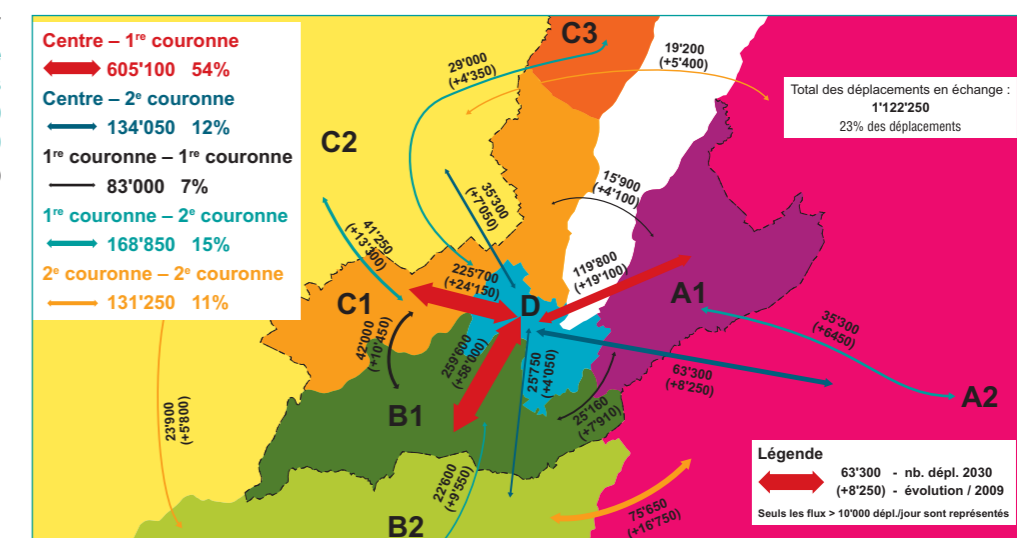 Centre – 1re couronne
605'100 54%
Centre – 2e couronne
134'050 12%
1re couronne – 1re couronne
83'000 7%
1re couronne – 2e couronne
168'850 15%
2e couronne – 2e couronne
131'250 11%
C3
29'000
(+4'350)
19'200
(+5'400)
Total des déplacements en échange :
1'122'250
23% des déplacements
C2
35'300
(+7'050)
15'900
(+4'100)
41'250
(+13'300)
225'700
(+24'150)
119'800
(+19'100)
C1
D
A1
42'000
(+10'450)
259'600
(+58'000)
25'750
(+4'050)
63'300
(+8'250)
35'300
(+6450)
A2
B1
25'160
(+7'910)
23'900
(+5'800)
22'600
(+9'550)
B2
75'650
(+16'750)
Légende
63'300 - nb. dépl. 2030
(+8'250) - évolution / 2009
Seuls les flux > 10'000 dépl./jour sont représentés